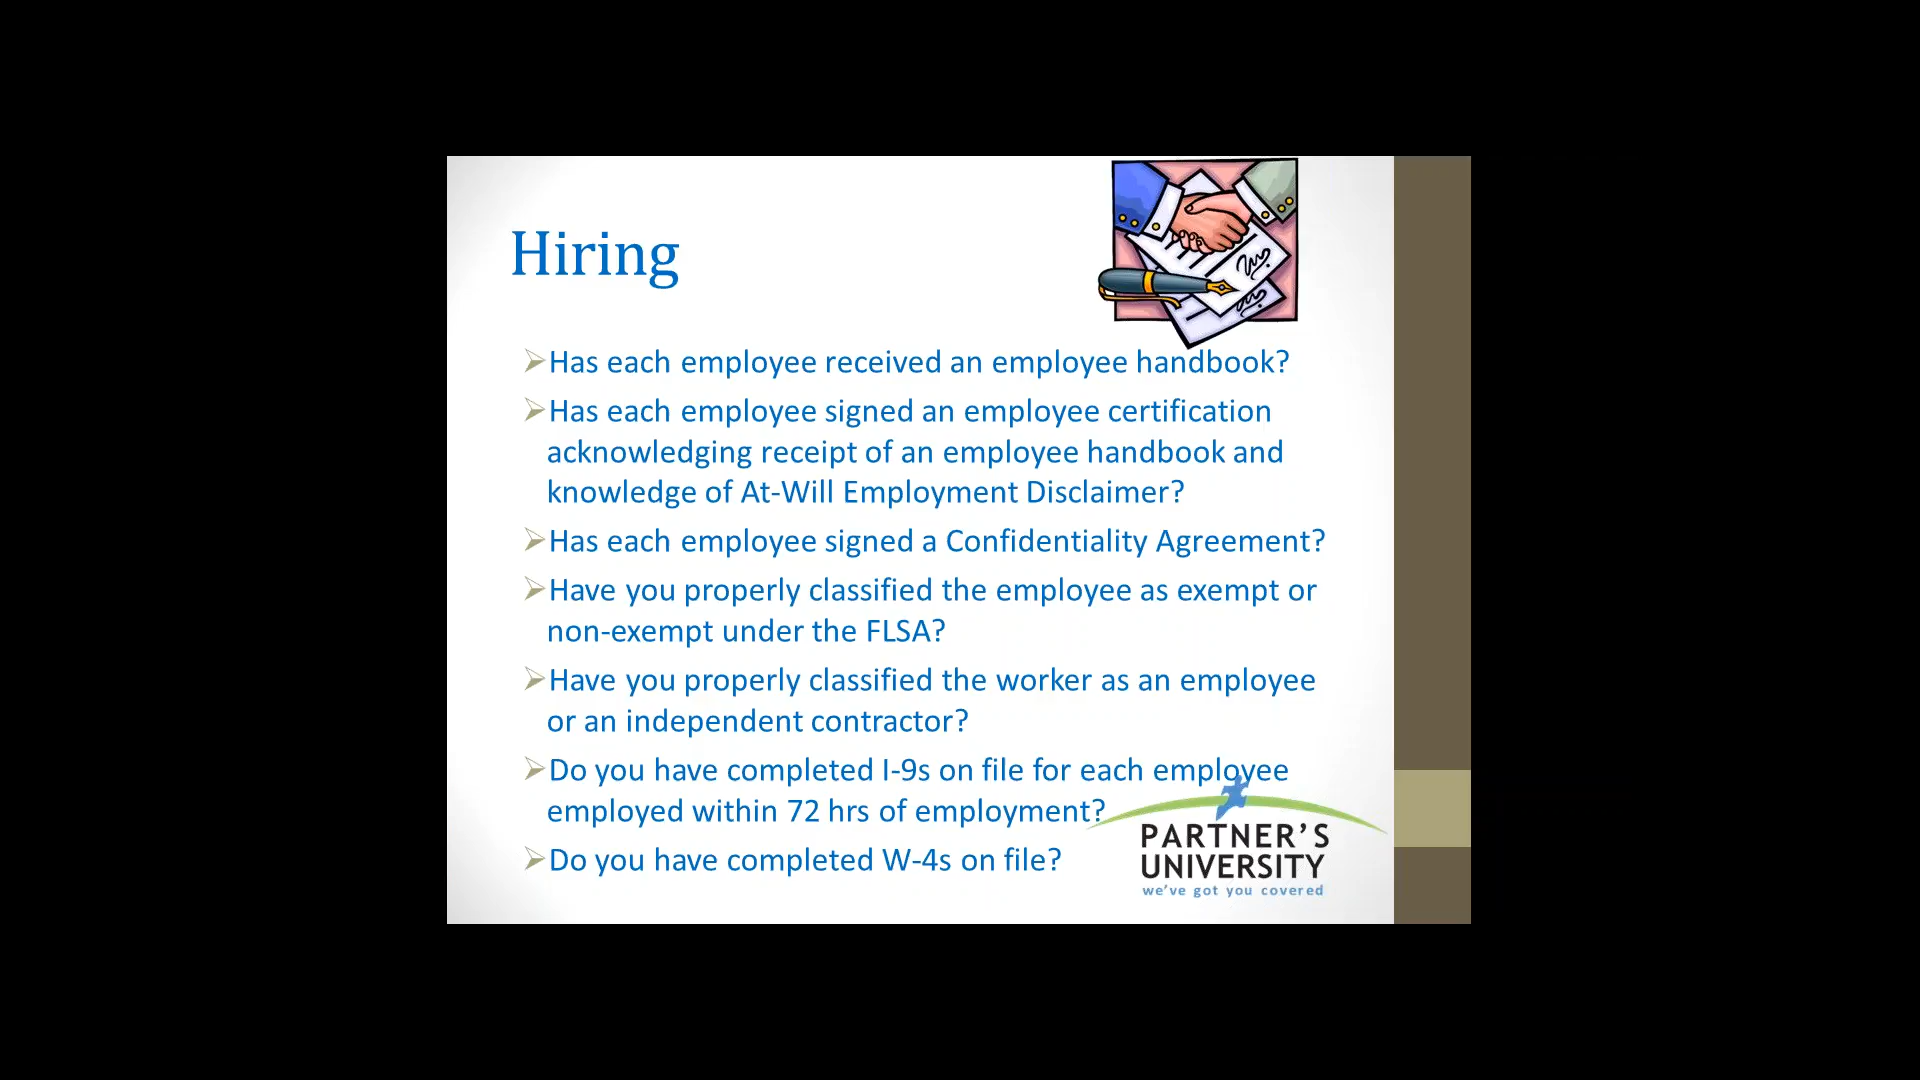 Hiring
Has each employee received an employee handbook?
Has each employee signed an employee certification
acknowledging receipt of an employee handbook and
knowledge of At-Will Employment Disclaimer?
Has each employee signed a Confidentiality Agreement?
Have you properly classified the employee as exempt or
non-exempt under the FLSA?
Have you properly classified the worker as an employee
or an independent contractor?
Do you have completed I-9s on file for each employee
employed within 72 hrs of employment?
Do you have completed W-4s on file?
PARTNER'S
UNIVERSITY
we've got you covered